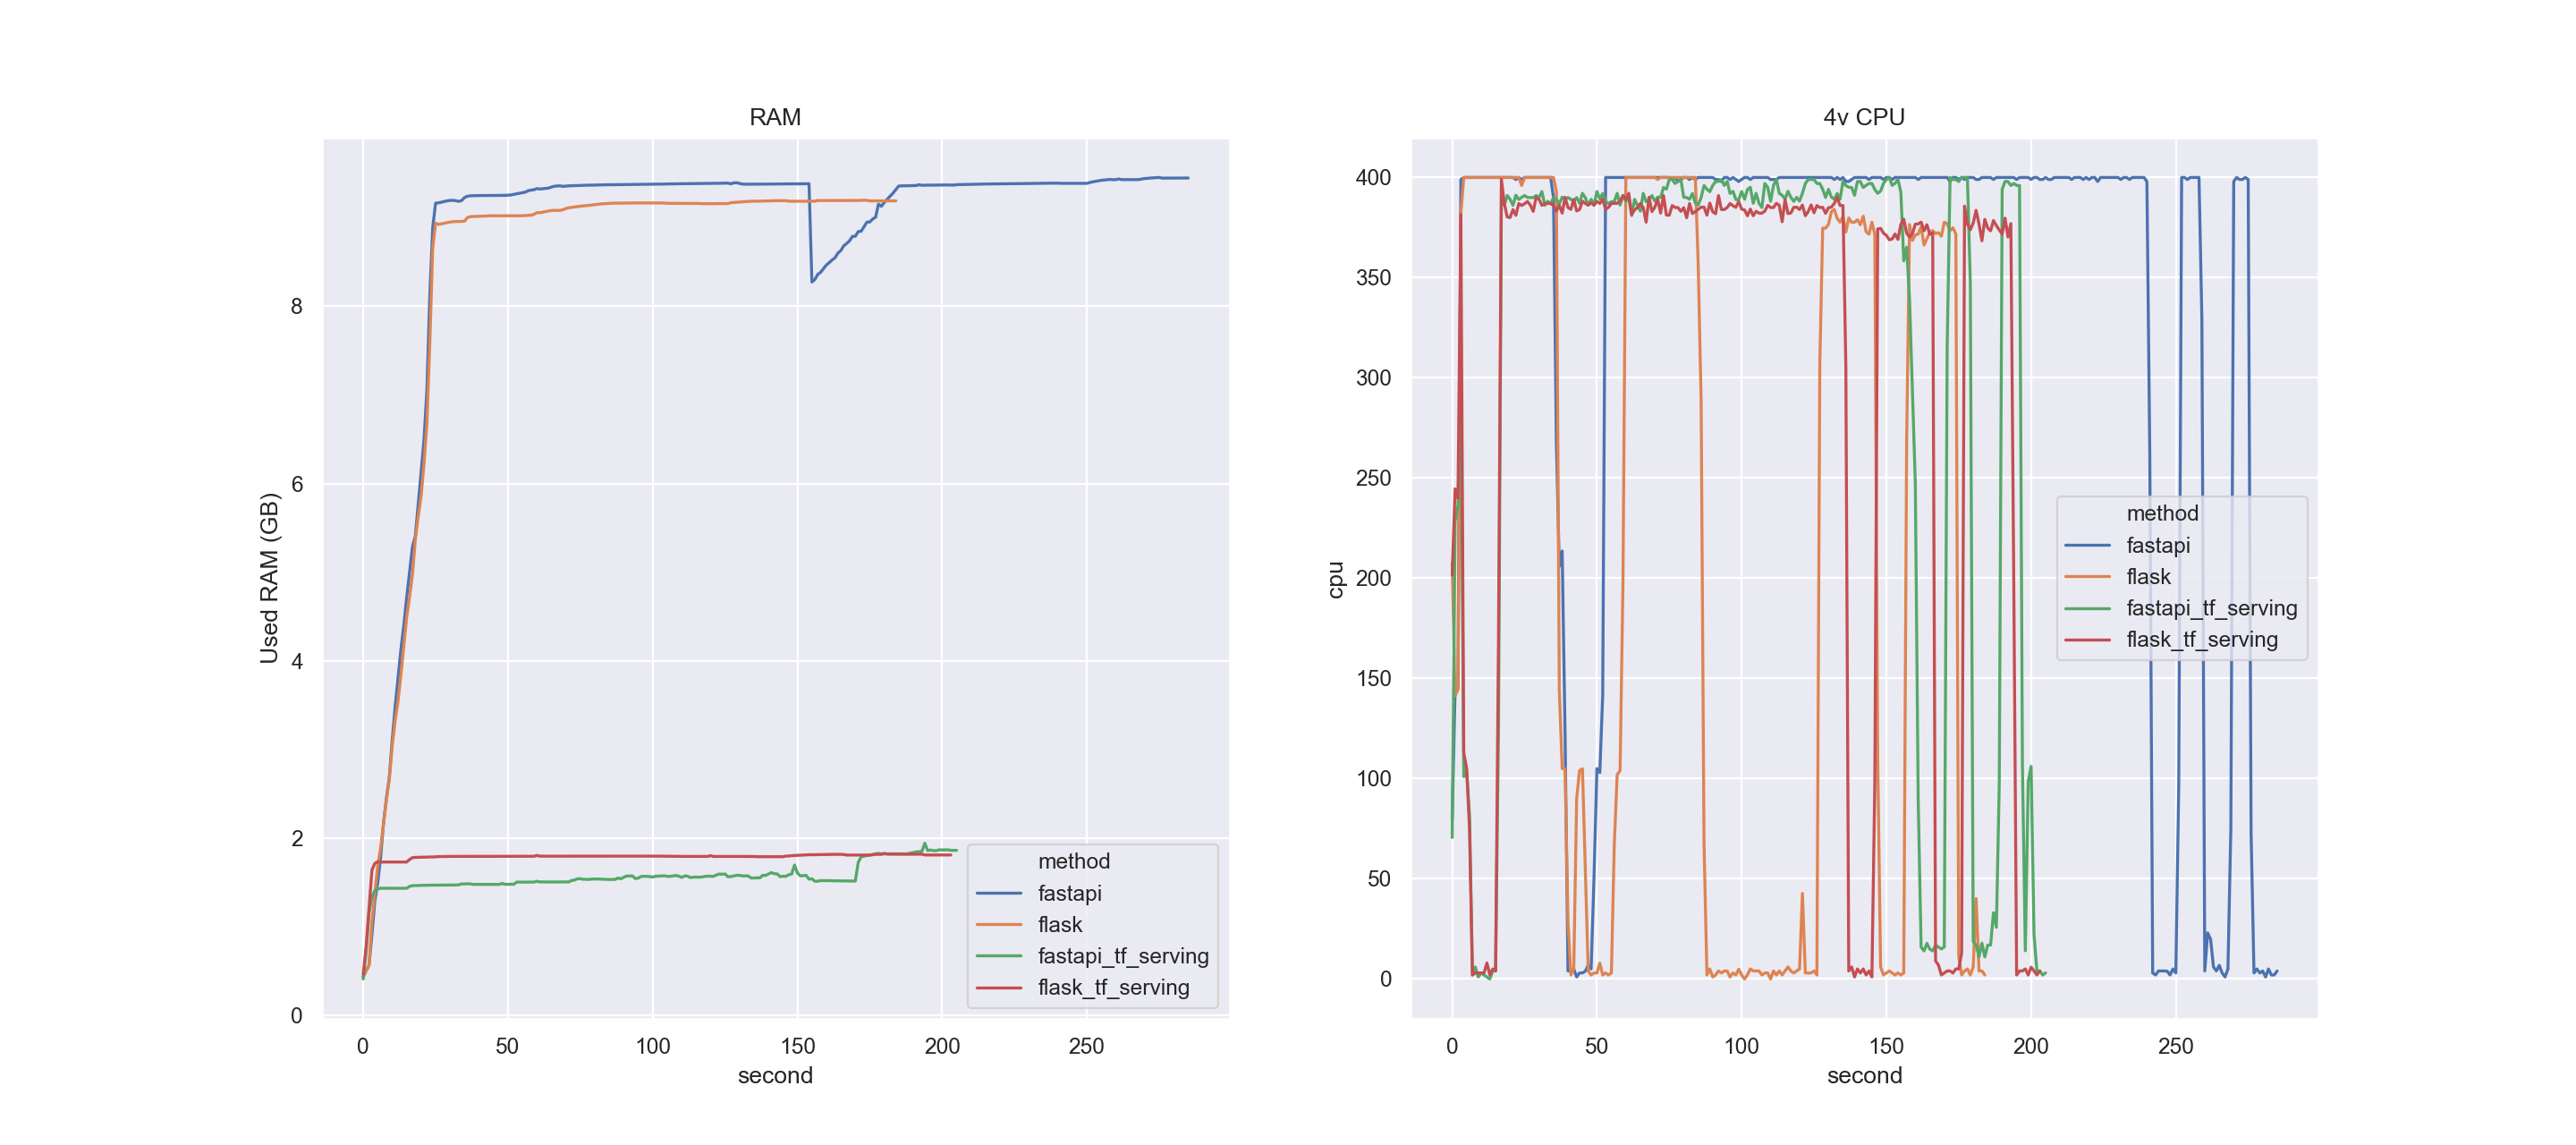 RAM
Used RAM (GB)
8
6
4
2
0
0 50 100 150 200 250
second
method
fastapi
flask
fastapi_tf_serving
flask_tf_serving
4v CPU
cpu
400
350
300
250
200
150
100
50
0
0 50 100 150 200 250
second
method
fastapi
flask
fastapi_tf_serving
flask_tf_serving